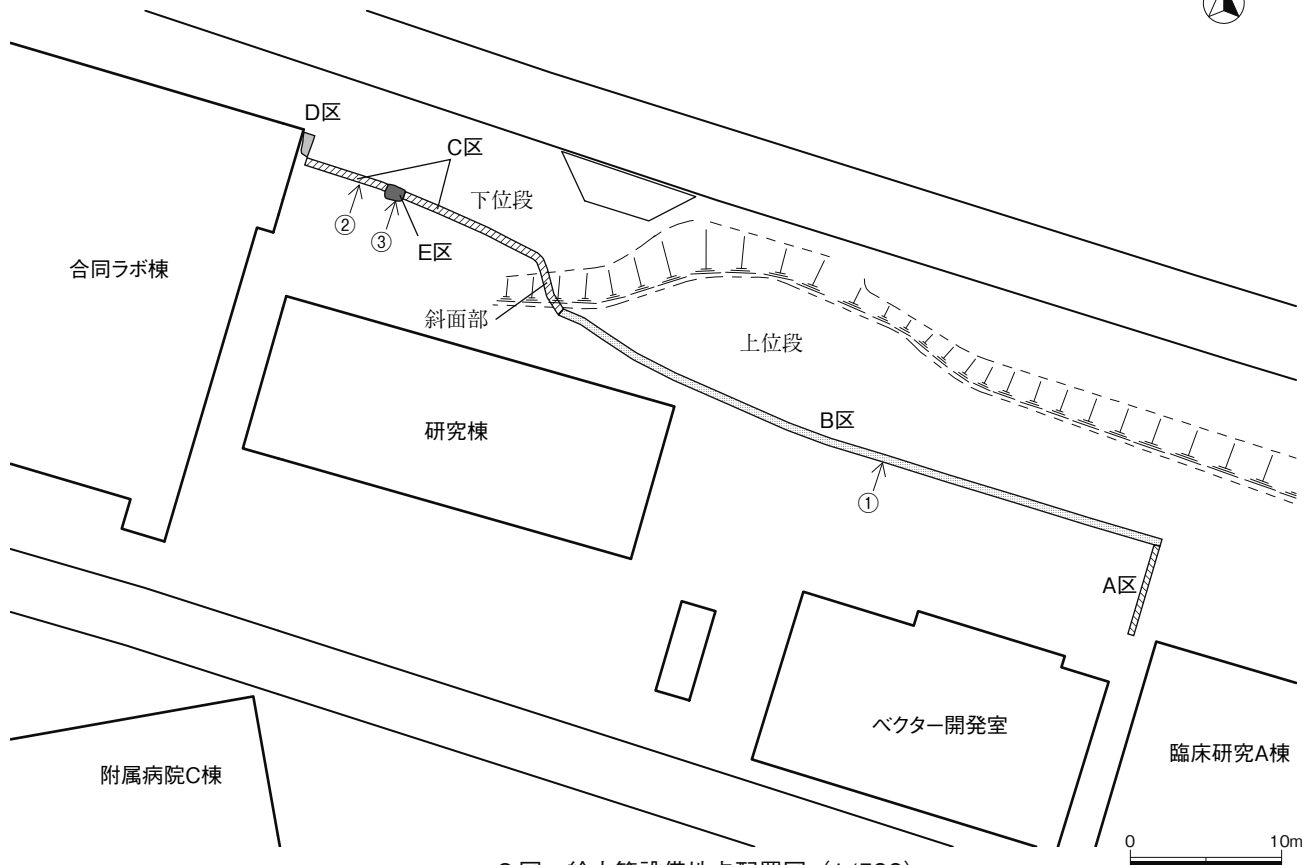 D区
C区
下位段
②
③
E区
合同ラボ棟
斜面部
上位段
研究棟
B区
①
A区
ベクター開発室
臨床研究A棟
附属病院C棟
0
10m